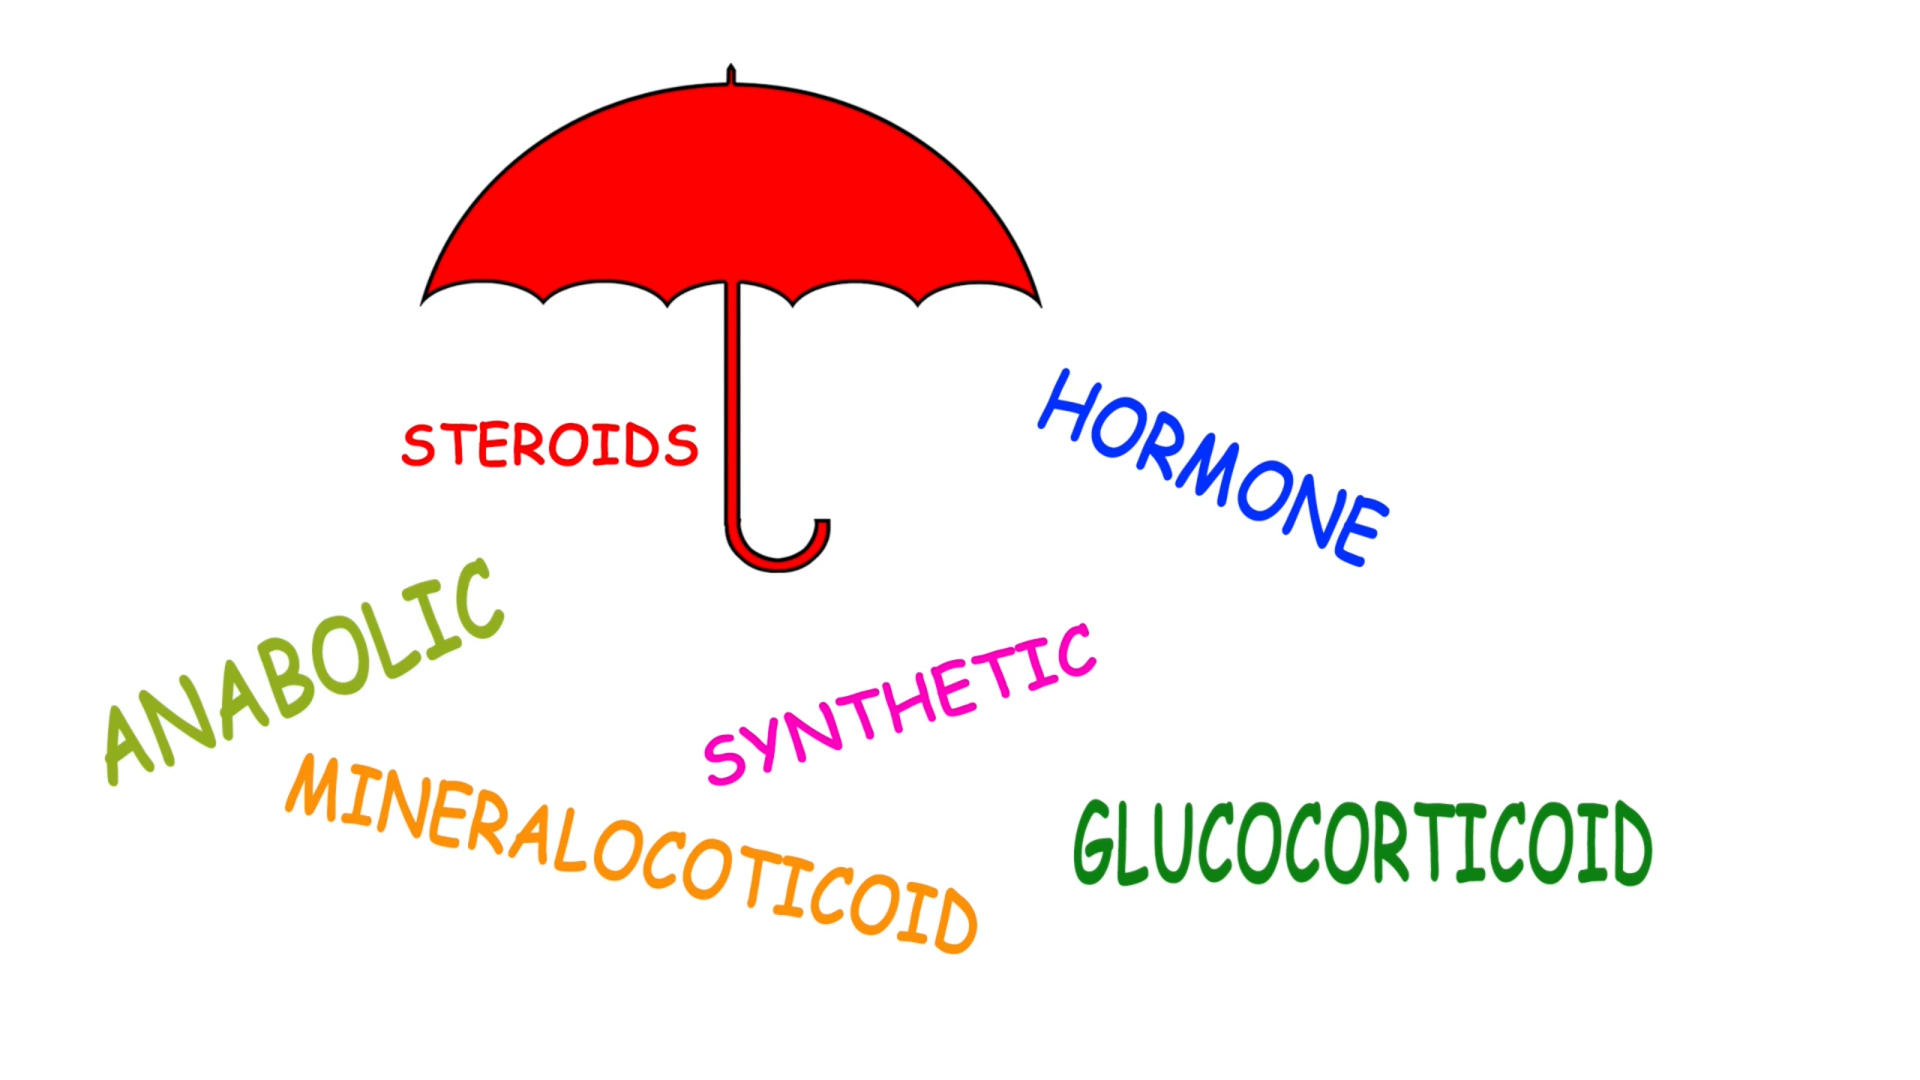 STEROIDS
HORMONE
ANABOLIC
SYNTHETIC
MINERALOCOTICOID
GLUCOCORTICOID